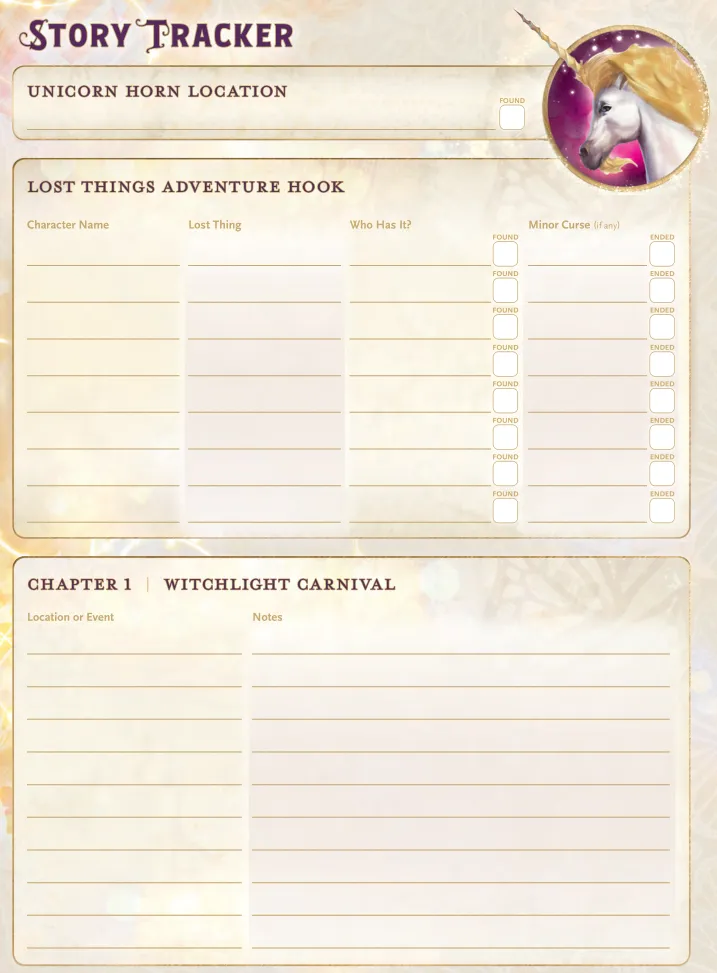 Story Tracker
UNICORN HORN LOCATION
FOUND
LOST THINGS ADVENTURE HOOK
Character Name Lost Thing Who Has It? Minor Curse (if any)
FOUND ENDED
FOUND ENDED
FOUND ENDED
FOUND ENDED
FOUND ENDED
FOUND ENDED
FOUND ENDED
FOUND ENDED
CHAPTER 1 | WITCHLIGHT CARNIVAL
Location or Event Notes